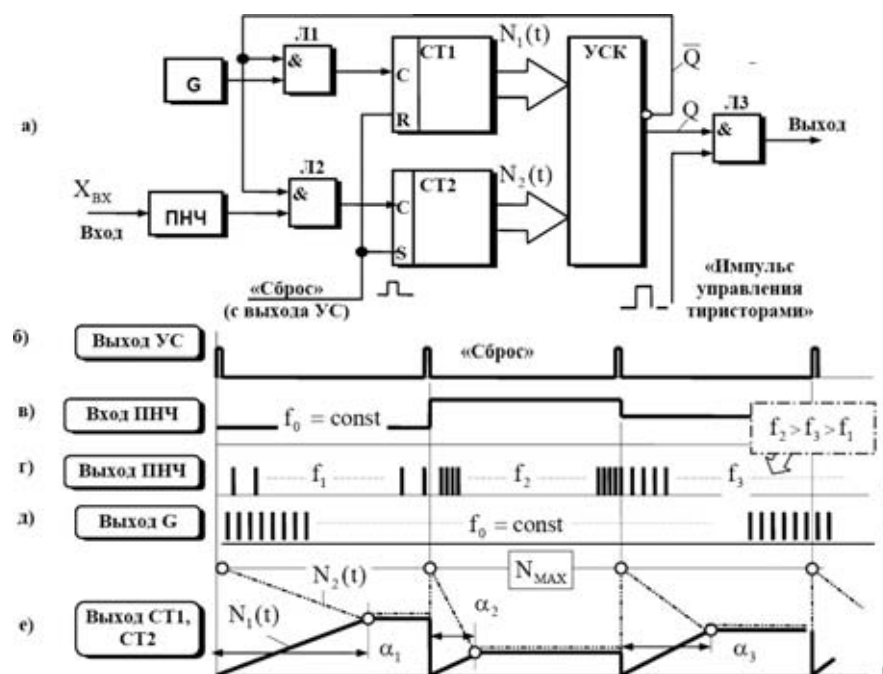 а)
G
Л1
&
СТ1
C
R
N₁(t)
УСК
Q̅
Q
Л3
&
Выход
X_ВХ
Вход
ПНЧ
Л2
&
СТ2
C
S
N₂(t)
«Сброс»
(с выхода УС)
«Импульс
управления
тиристорами»
б)
Выход УС
«Сброс»
в)
Вход ПНЧ
f₀ = const
f₂ > f₃ > f₁
г)
Выход ПНЧ
f₁
f₂
f₃
д)
Выход G
f₀ = const
N_MAX
е)
Выход СТ1,
СТ2
N₂(t)
N₁(t)
α₁
α₂
α₃